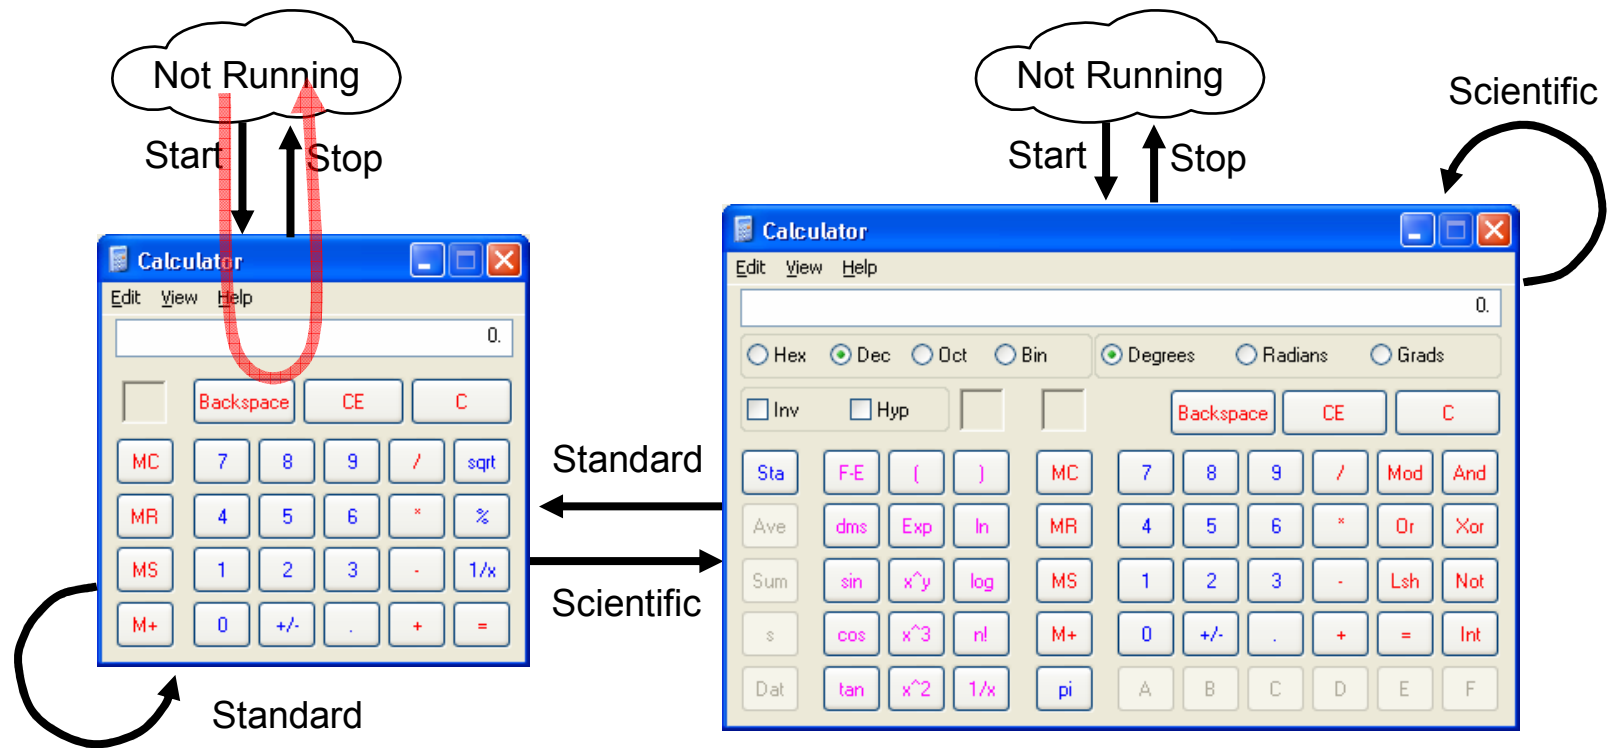 Not Running
Start
Stop
Calculator
Edit View Help
0.
Backspace CE C
MC 7 8 9 / sqrt
MR 4 5 6 * %
MS 1 2 3 - 1/x
M+ 0 +/- . + =
Standard
Standard
Scientific
Not Running
Start
Stop
Scientific
Calculator
Edit View Help
0.
Hex Dec Oct Bin Degrees Radians Grads
Inv Hyp Backspace CE C
Sta F-E ( ) MC 7 8 9 / Mod And
Ave dms Exp ln MR 4 5 6 * Or Xor
Sum sin x^y log MS 1 2 3 - Lsh Not
s cos x^3 n! M+ 0 +/- . + = Int
Dat tan x^2 1/x pi A B C D E F